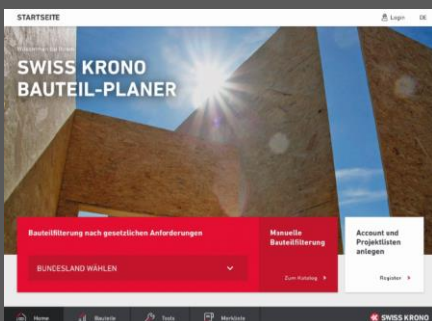 STARTSEITE
Login DE
SWISS KRONO
BAUTEIL-PLANER
Bauteilfilterung nach gesetzlichen Anforderungen
BUNDESLAND WÄHLEN
Manuelle
Bauteilfilterung
Zum Katalog
Account und
Projektlisten
anlegen
Register
Home Bauteile Tools Merkliste SWISS KRONO